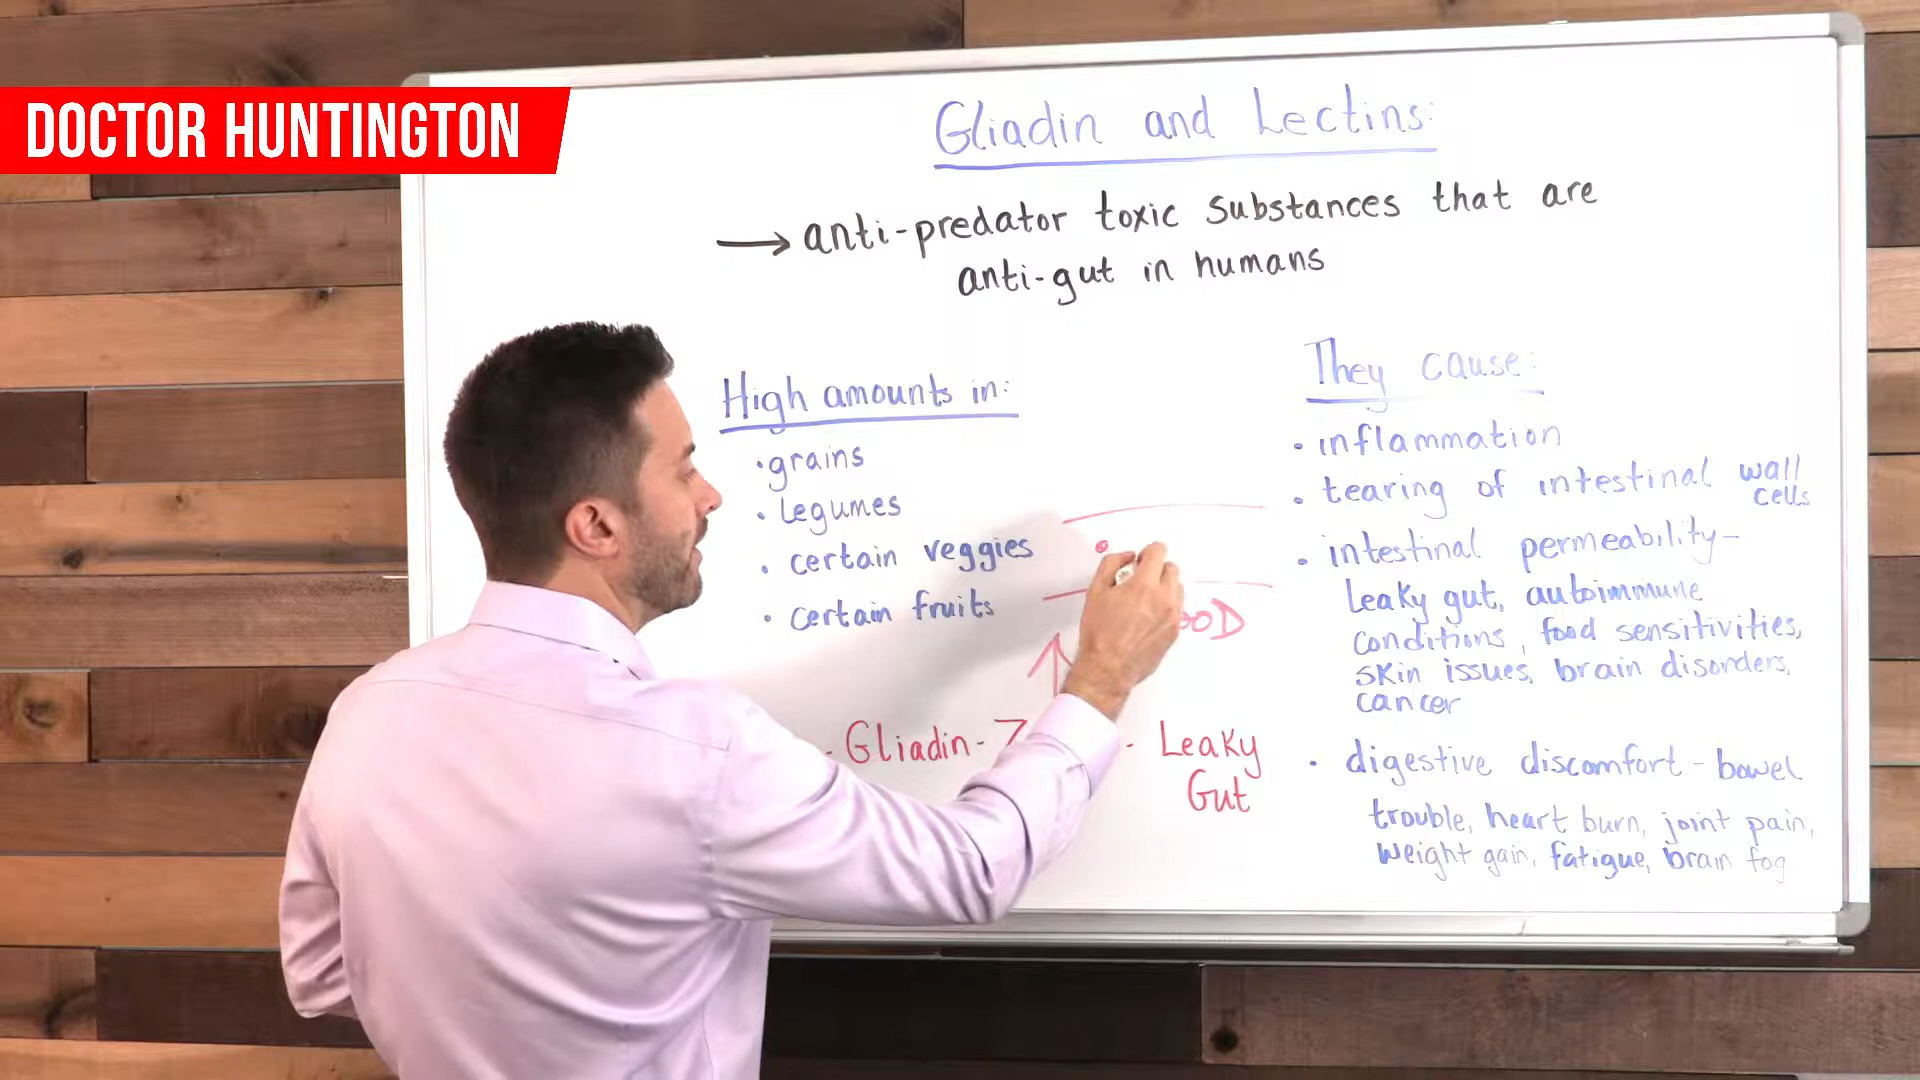 DOCTOR HUNTINGTON
Gliadin and Lectins:
→ anti-predator toxic substances that are
anti-gut in humans
High amounts in:
• grains
• legumes
• certain veggies
• certain fruits
They cause:
• inflammation
• tearing of intestinal wall
cells
• intestinal permeability-
Leaky gut, autoimmune
conditions, food sensitivities,
skin issues, brain disorders,
cancer
• digestive discomfort - bowel
trouble, heart burn, joint pain,
weight gain, fatigue, brain fog
- Gliadin -
- Leaky
Gut